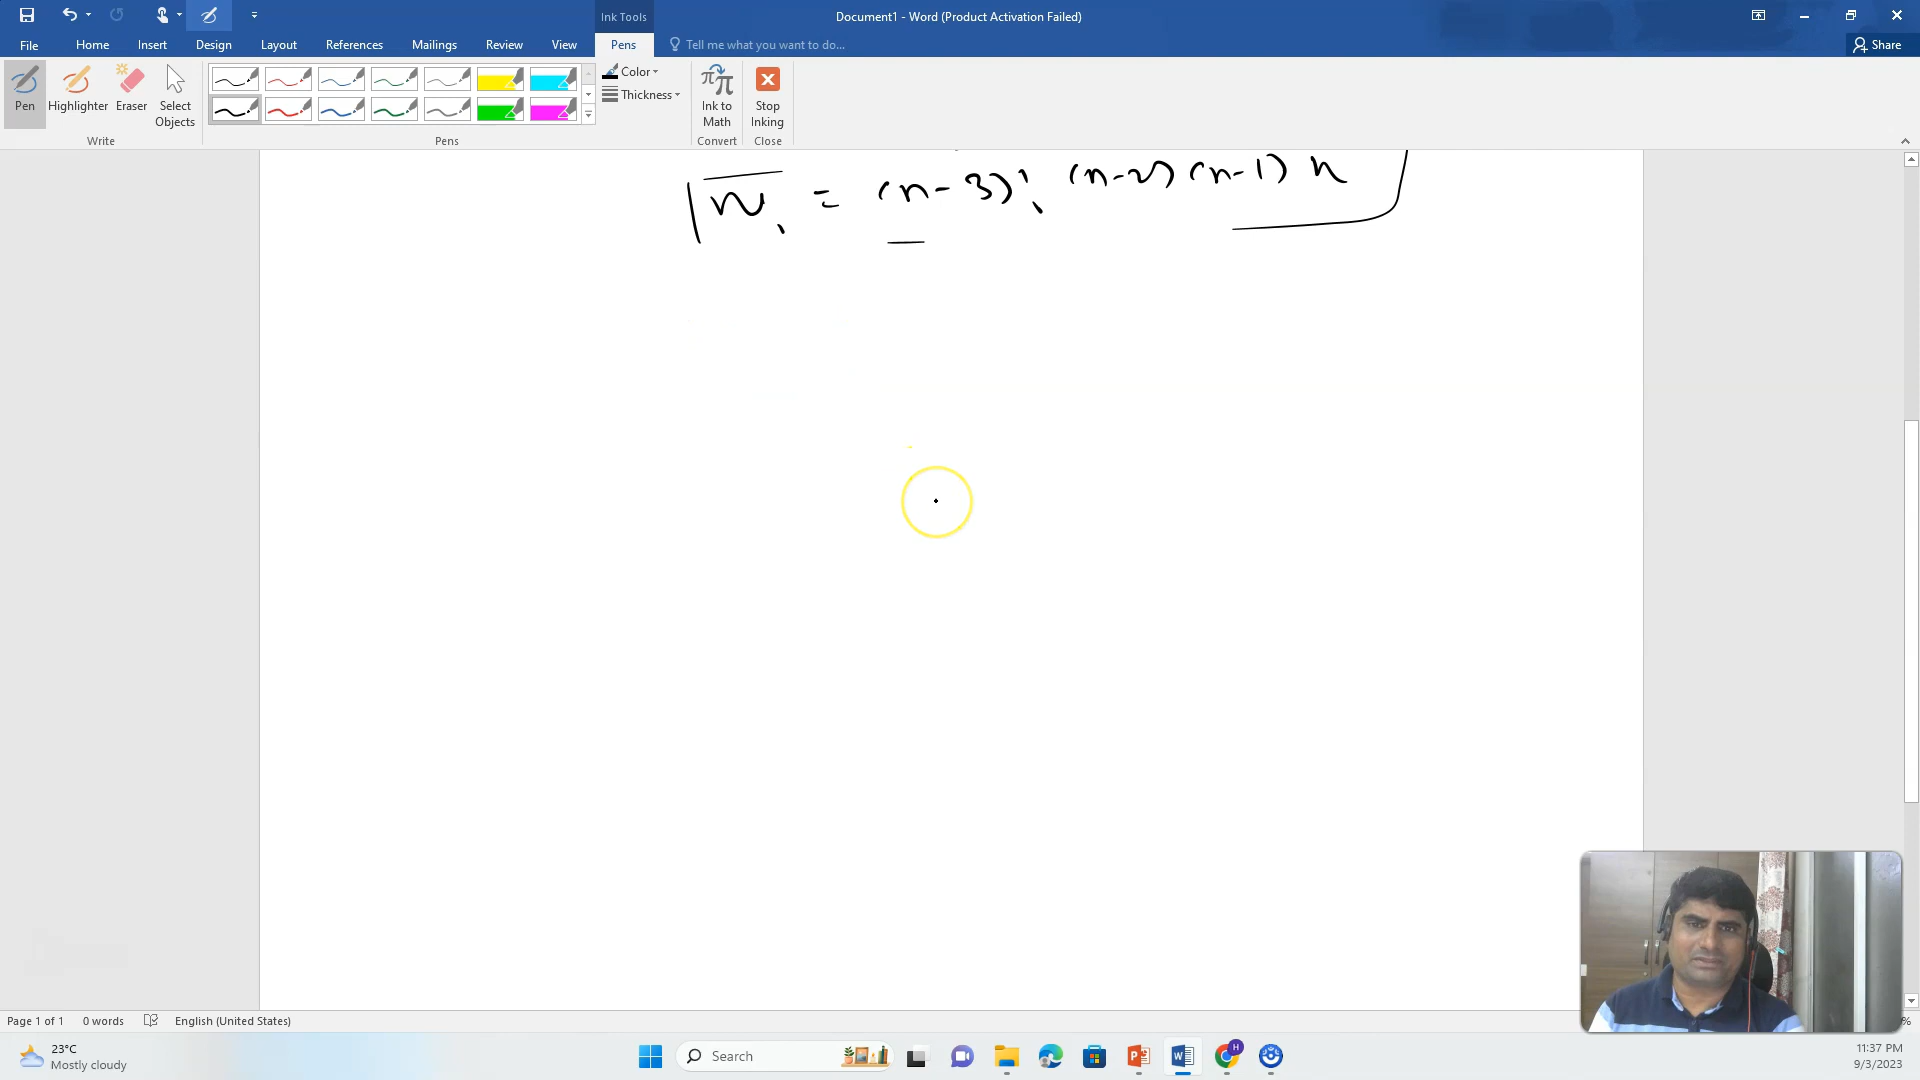 Ink Tools
Document1 - Word (Product Activation Failed)
File Home Insert Design Layout References Mailings Review View Pens Tell me what you want to do... Share
Pen Highlighter Eraser Select Objects
Color
Thickness
Ink to Math
Stop Inking
Write Pens Convert Close
n! = (n-3)! (n-2) (n-1) n
Page 1 of 1 0 words English (United States) %
23°C
Mostly cloudy
Search
H
11:37 PM
9/3/2023